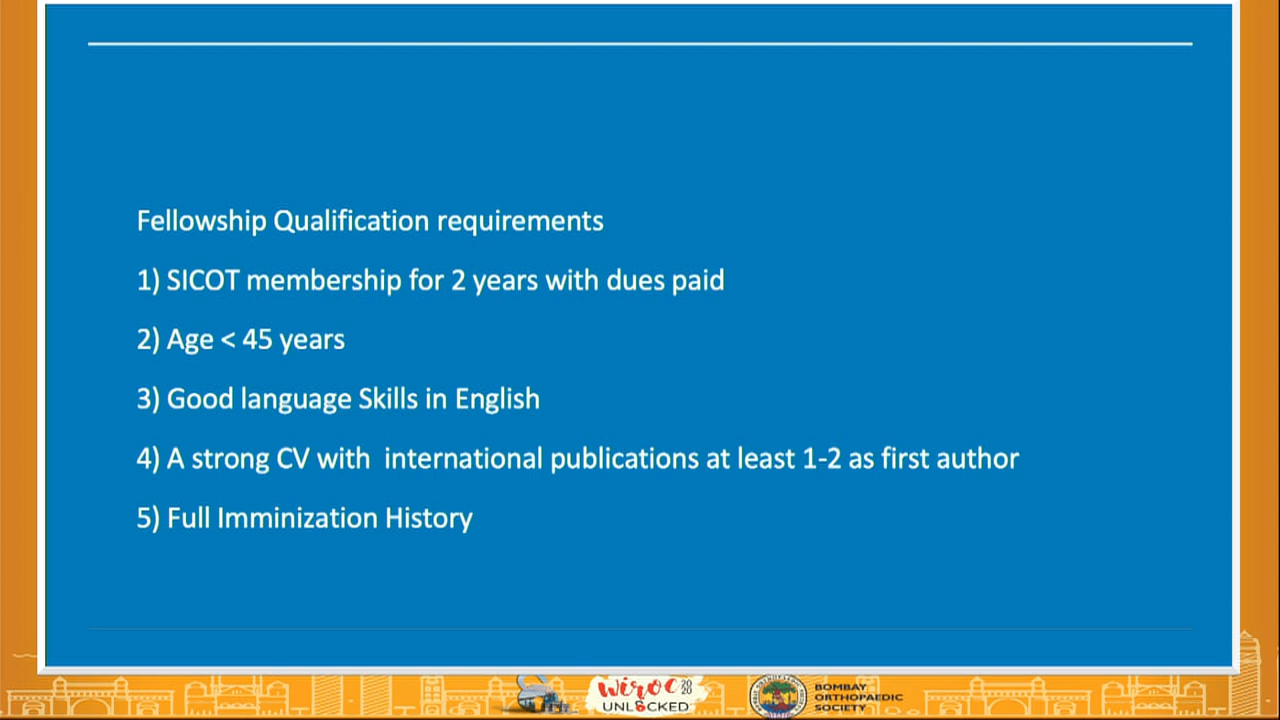 Fellowship Qualification requirements
1) SICOT membership for 2 years with dues paid
2) Age < 45 years
3) Good language Skills in English
4) A strong CV with  international publications at least 1-2 as first author
5) Full Imminization History
WiROC 2020
UNLOCKED
BOMBAY
ORTHOPAEDIC
SOCIETY